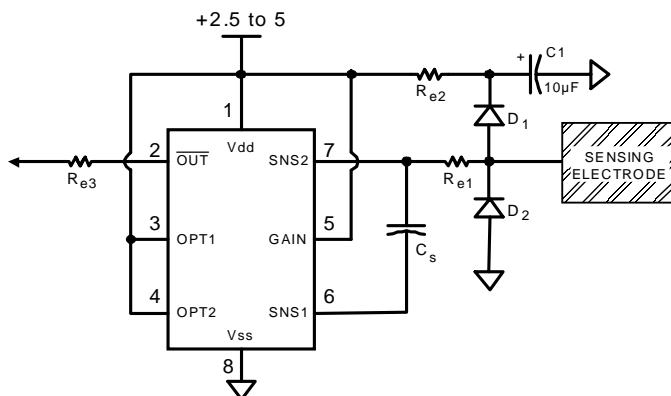 +2.5 to 5
+
C1
10µF
Re2
D1
1
Vdd
2
OUT
SNS2
7
Re3
Re1
SENSING
ELECTRODE
D2
3
OPT1
GAIN
5
Cs
4
OPT2
SNS1
6
Vss
8